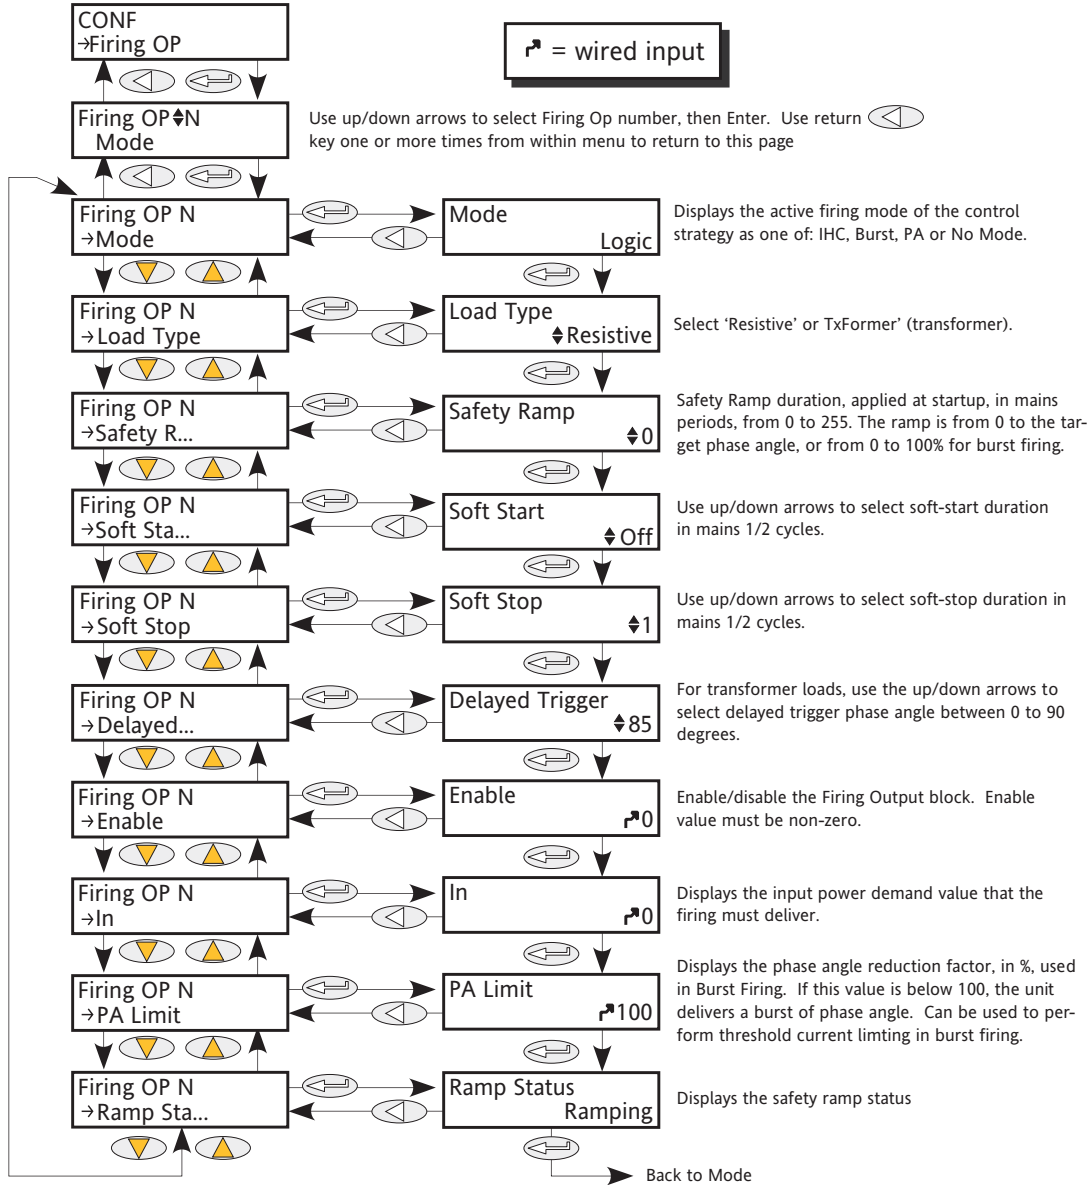 CONF
→Firing OP
= wired input
Firing OP♦N
Mode
Use up/down arrows to select Firing Op number, then Enter. Use return
key one or more times from within menu to return to this page
Firing OP N
→Mode
Mode
Logic
Displays the active firing mode of the control
strategy as one of: IHC, Burst, PA or No Mode.
Firing OP N
→Load Type
Load Type
♦Resistive
Select ‘Resistive’ or TxFormer’ (transformer).
Firing OP N
→Safety R...
Safety Ramp
♦0
Safety Ramp duration, applied at startup, in mains
periods, from 0 to 255. The ramp is from 0 to the tar-
get phase angle, or from 0 to 100% for burst firing.
Firing OP N
→Soft Sta...
Soft Start
♦Off
Use up/down arrows to select soft-start duration
in mains 1/2 cycles.
Firing OP N
→Soft Stop
Soft Stop
♦1
Use up/down arrows to select soft-stop duration in
mains 1/2 cycles.
Firing OP N
→Delayed...
Delayed Trigger
♦85
For transformer loads, use the up/down arrows to
select delayed trigger phase angle between 0 to 90
degrees.
Firing OP N
→Enable
Enable
0
Enable/disable the Firing Output block. Enable
value must be non-zero.
Firing OP N
→In
In
0
Displays the input power demand value that the
firing must deliver.
Firing OP N
→PA Limit
PA Limit
100
Displays the phase angle reduction factor, in %, used
in Burst Firing. If this value is below 100, the unit
delivers a burst of phase angle. Can be used to per-
form threshold current limting in burst firing.
Firing OP N
→Ramp Sta...
Ramp Status
Ramping
Displays the safety ramp status
Back to Mode